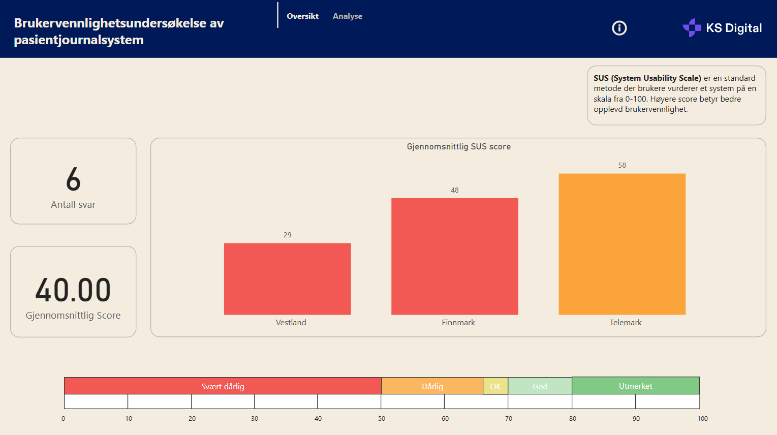 Brukervennlighetsundersøkelse av
pasientjournalsystem
Oversikt
Analyse
KS Digital
SUS (System Usability Scale) er en standard
metode der brukere vurderer et system på en
skala fra 0-100. Høyere score betyr bedre
opplevd brukervennlighet.
6
Antall svar
40.00
Gjennomsnittlig Score
Gjennomsnittlig SUS score
29
48
58
Vestland
Finnmark
Telemark
Svært dårlig
Dårlig
OK
God
Utmerket
0 10 20 30 40 50 60 70 80 90 100